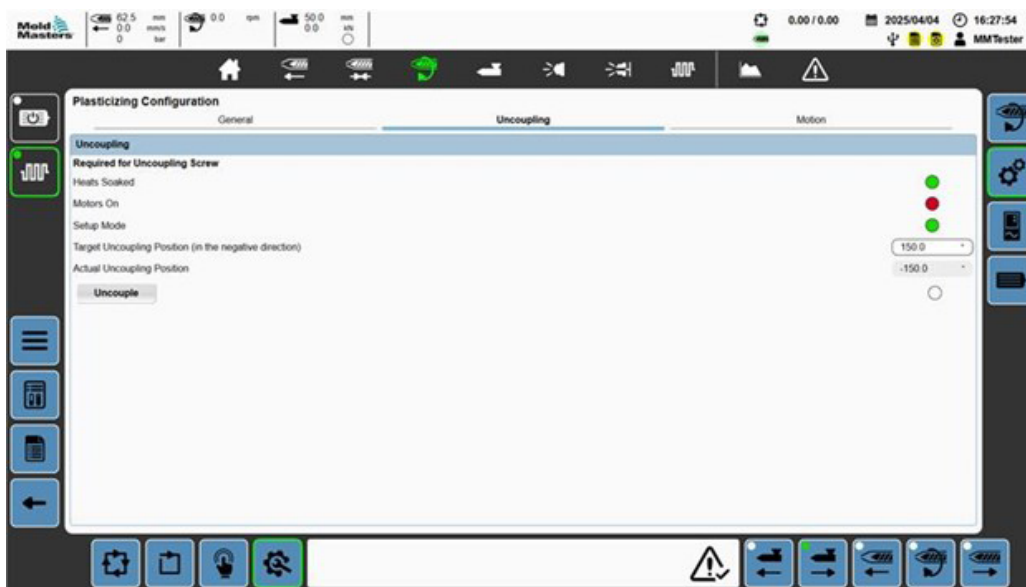 Mold Masters
62.5 mm
0.0 mm/s
0 bar
0.0 rpm
50.0 mm
0.0 kN
0.00 / 0.00
2025/04/04
16:27:54
MMTester
Plasticizing Configuration
General
Uncoupling
Motion
Uncoupling
Required for Uncoupling Screw
Heats Soaked
Motors On
Setup Mode
Target Uncoupling Position (in the negative direction)
150.0 °
Actual Uncoupling Position
-150.0 °
Uncouple